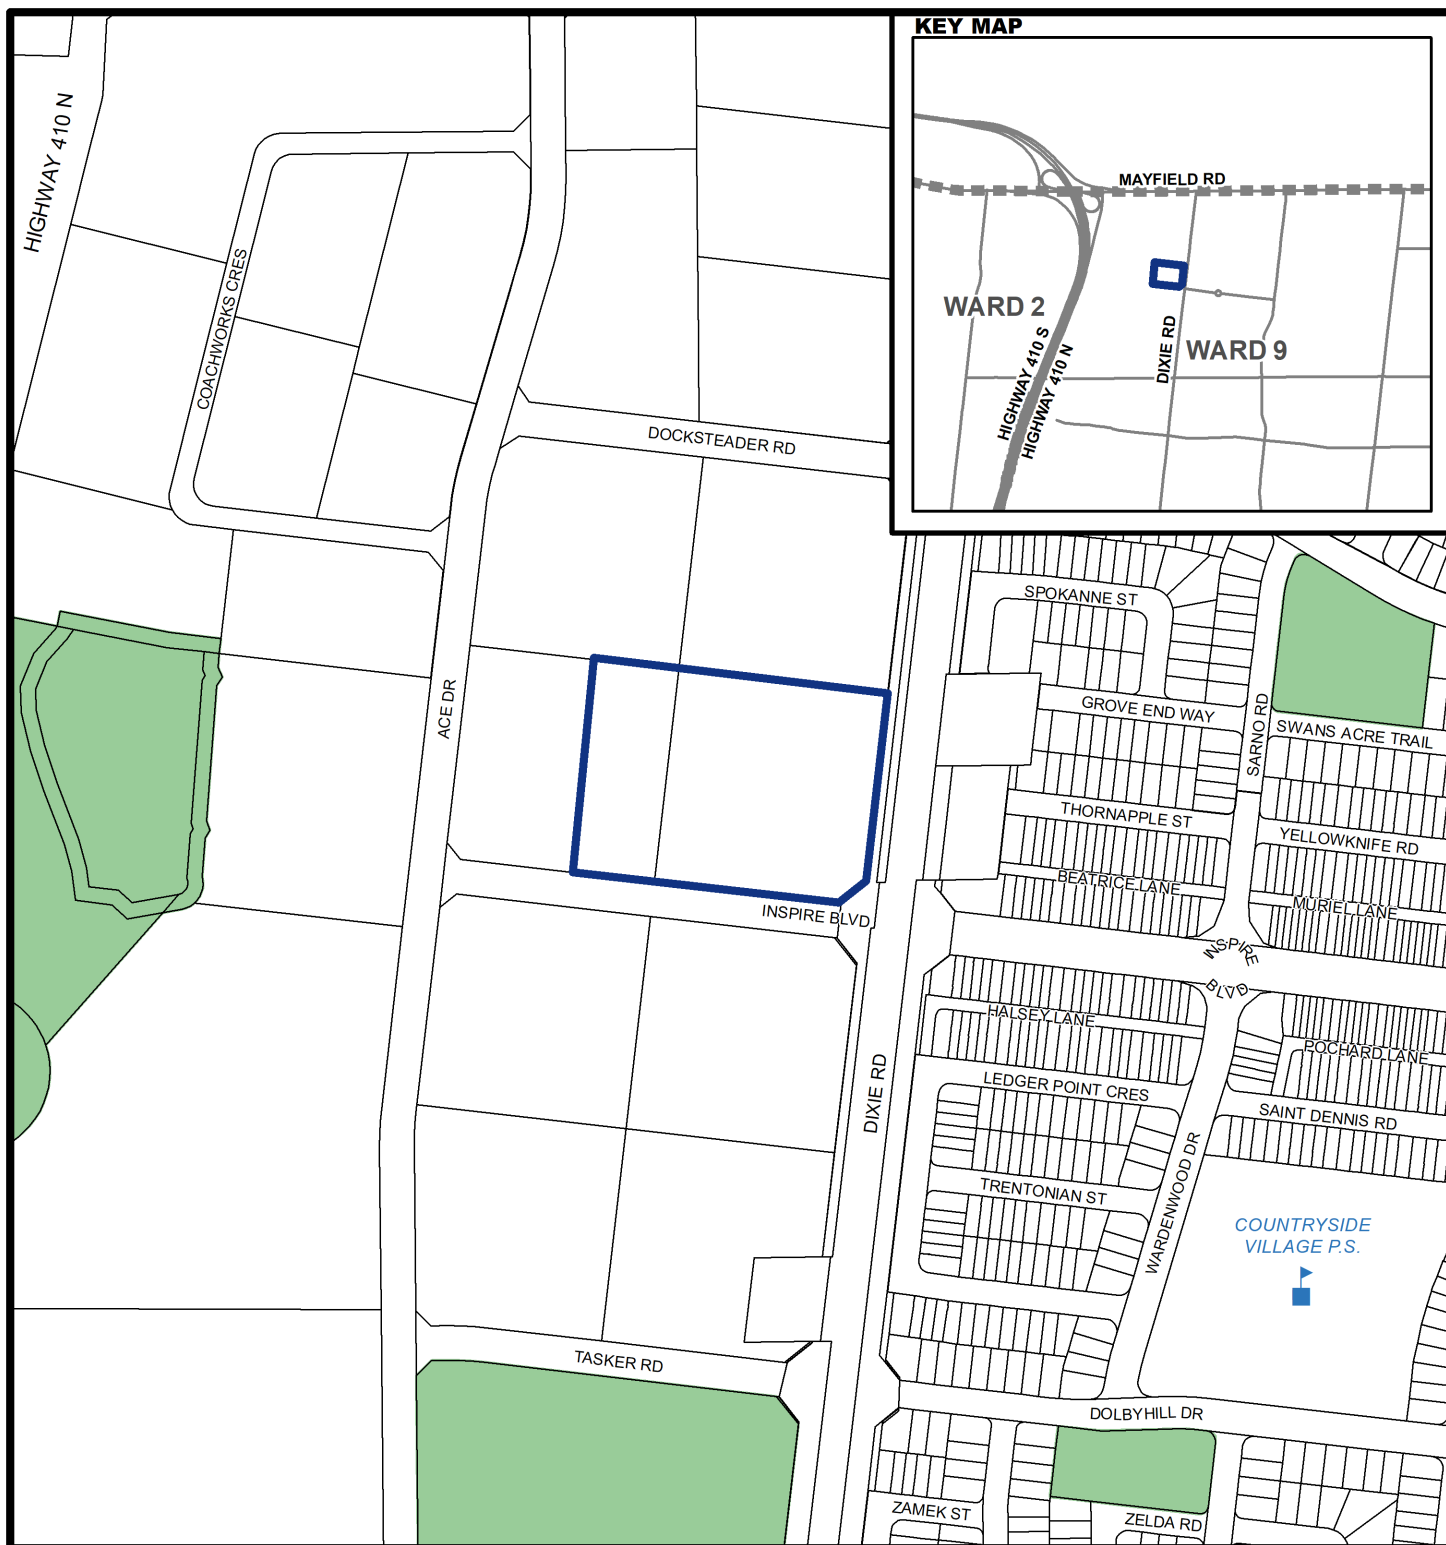 KEY MAP
MAYFIELD RD
WARD 2
HIGHWAY 410 S
HIGHWAY 410 N
DIXIE RD
WARD 9
HIGHWAY 410 N
COACHWORKS CRES
DOCKSTEADER RD
ACE DR
SPOKANNE ST
GROVE END WAY
SARNO RD
SWANS ACRE TRAIL
THORNAPPLE ST
YELLOWKNIFE RD
BEATRICE LANE
MURIEL LANE
INSPIRE BLVD
INSPIRE
BLVD
HALSEY LANE
POCHARD LANE
DIXIE RD
LEDGER POINT CRES
SAINT DENNIS RD
TRENTONIAN ST
WARDENWOOD DR
COUNTRYSIDE
VILLAGE P.S.
TASKER RD
DOLBYHILL DR
ZAMEK ST
ZELDA RD